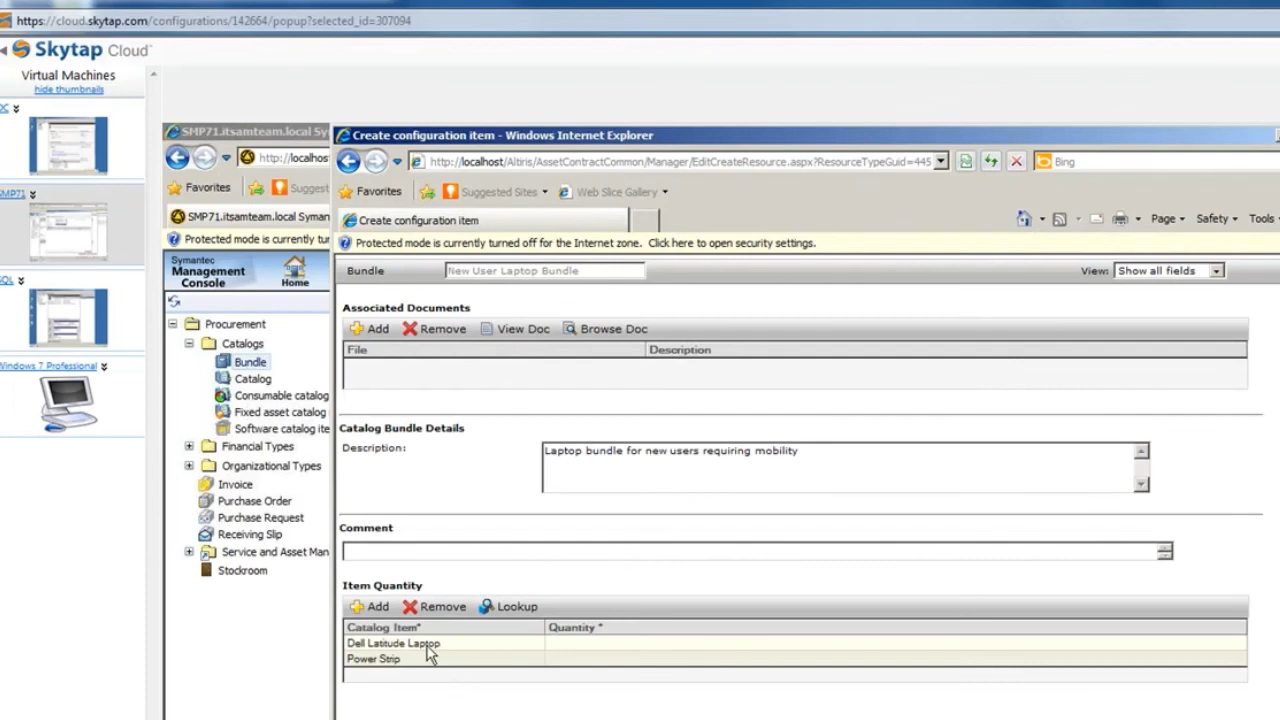 https://cloud.skytap.com/configurations/142664/popup?selected_id=307094
Skytap Cloud
Virtual Machines
hide thumbnails
SMP71
Windows 7 Professional
SMP71.itsamteam.local Sy
http://localhos
Favorites
Suggest
SMP71.itsamteam.local Syman
Protected mode is currently tur
Symantec
Management
Console
Home
Procurement
Catalogs
Bundle
Catalog
Consumable catalog
Fixed asset catalog
Software catalog ite
Financial Types
Organizational Types
Invoice
Purchase Order
Purchase Request
Receiving Slip
Service and Asset Man
Stockroom
Create configuration item - Windows Internet Explorer
http://localhost/Altiris/AssetContractCommon/Manager/EditCreateResource.aspx?ResourceTypeGuid=445
Bing
Favorites
Suggested Sites
Web Slice Gallery
Create configuration item
Page
Safety
Tools
Protected mode is currently turned off for the Internet zone.  Click here to open security settings.
Bundle
New User Laptop Bundle
View:
Show all fields
Associated Documents
Add
Remove
View Doc
Browse Doc
File
Description
Catalog Bundle Details
Description:
Laptop bundle for new users requiring mobility
Comment
Item Quantity
Add
Remove
Lookup
Catalog Item*
Quantity *
Dell Latitude Laptop
Power Strip